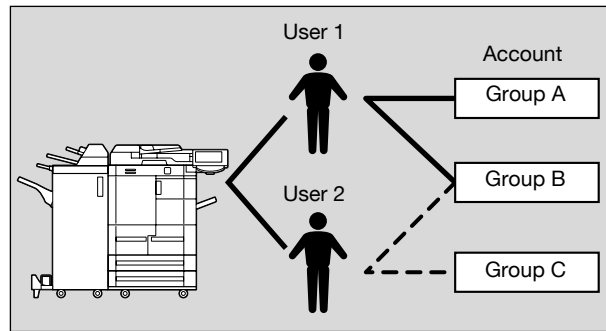 User 1
Account
Group A
Group B
User 2
Group C